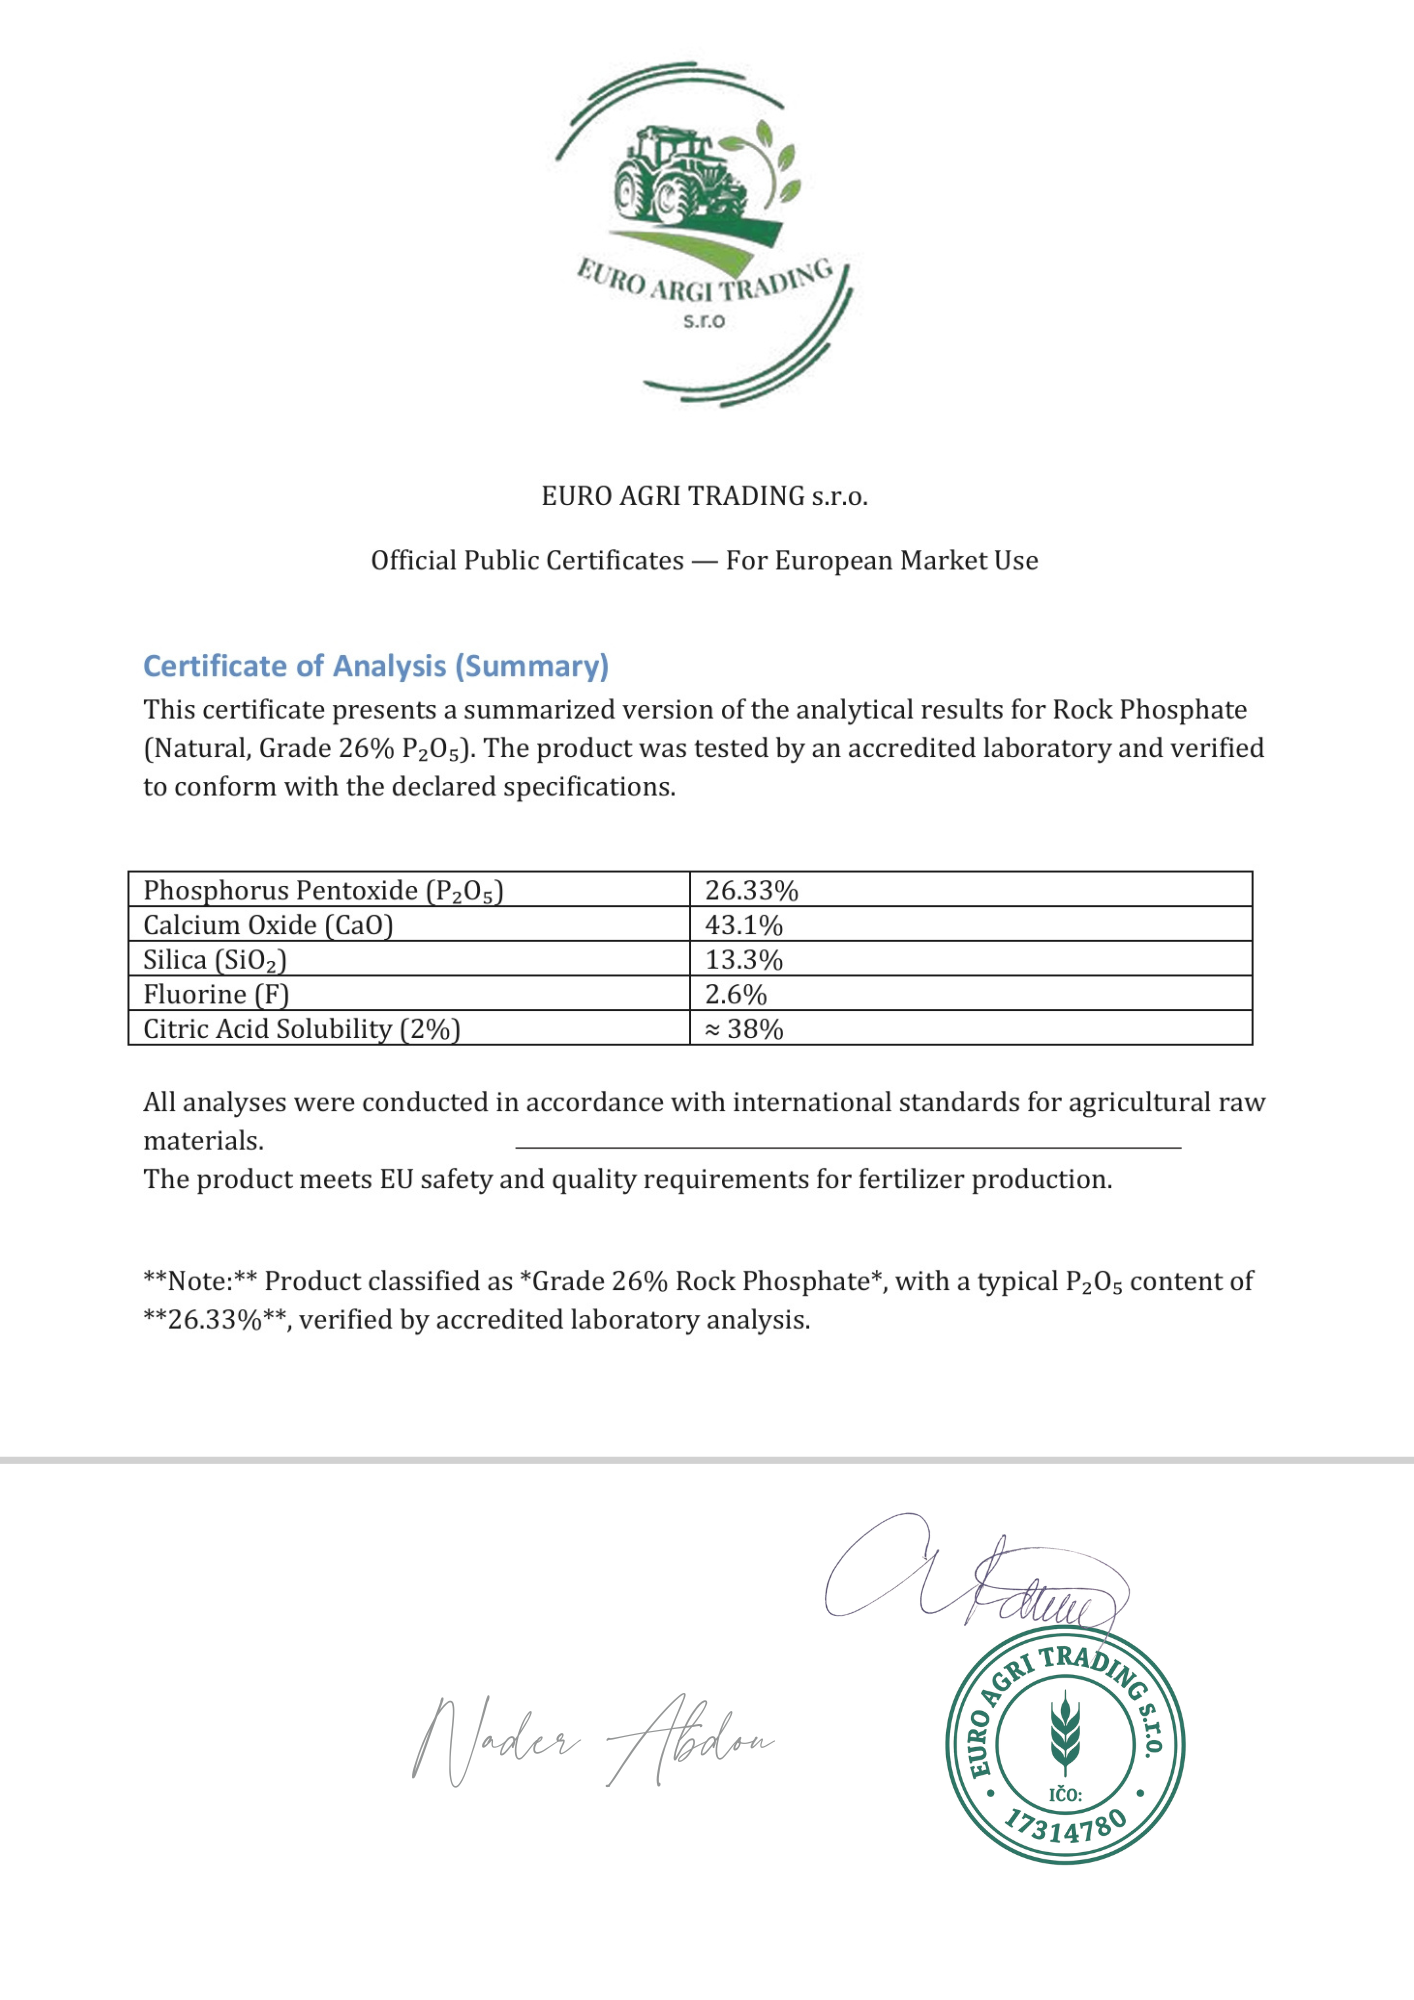 EURO ARGI TRADING
s.r.o
EURO AGRI TRADING s.r.o.
Official Public Certificates — For European Market Use
Certificate of Analysis (Summary)
This certificate presents a summarized version of the analytical results for Rock Phosphate
(Natural, Grade 26% P₂O₅). The product was tested by an accredited laboratory and verified
to conform with the declared specifications.
Phosphorus Pentoxide (P₂O₅) 26.33%
Calcium Oxide (CaO) 43.1%
Silica (SiO₂) 13.3%
Fluorine (F) 2.6%
Citric Acid Solubility (2%) ≈ 38%
All analyses were conducted in accordance with international standards for agricultural raw
materials.
The product meets EU safety and quality requirements for fertilizer production.
**Note:** Product classified as *Grade 26% Rock Phosphate*, with a typical P₂O₅ content of
**26.33%**, verified by accredited laboratory analysis.
Nader Abdou
EURO AGRI TRADING s.r.o.
IČO:
17314780